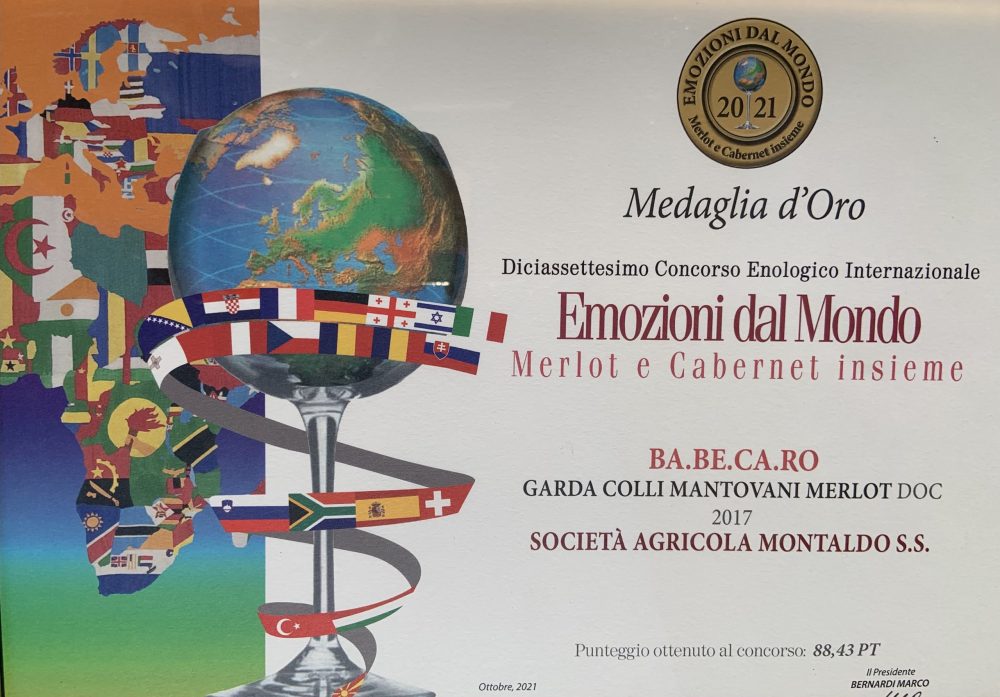 EMOZIONI DAL MONDO
2021
Merlot e Cabernet insieme
Medaglia d'Oro
Diciassettesimo Concorso Enologico Internazionale
Emozioni dal Mondo
Merlot e Cabernet insieme
BA.BE.CA.RO
GARDA COLLI MANTOVANI MERLOT DOC
2017
SOCIETÀ AGRICOLA MONTALDO S.S.
Punteggio ottenuto al concorso: 88,43 PT
Il Presidente
BERNARDI MARCO
Ottobre, 2021